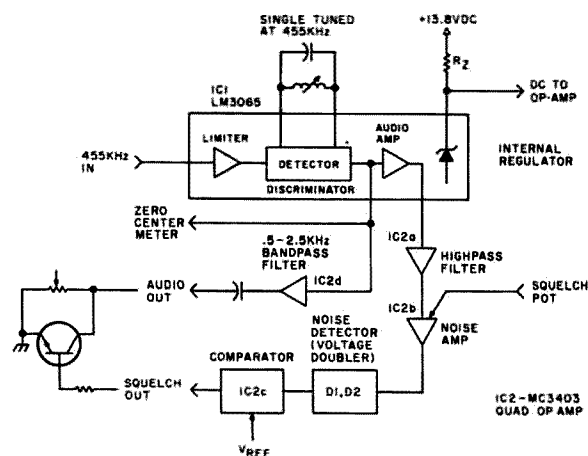 SINGLE TUNED
AT 455KHz
+13.8VDC
RZ
DC TO
OP-AMP
IC1
LM3065
LIMITER
AUDIO
AMP
455KHz
IN
DETECTOR
DISCRIMINATOR
INTERNAL
REGULATOR
ZERO
CENTER
METER
.5-2.5KHz
BANDPASS
FILTER
IC2a
HIGHPASS
FILTER
AUDIO
OUT
IC2d
IC2b
SQUELCH
POT
NOISE
AMP
NOISE
DETECTOR
(VOLTAGE
DOUBLER)
COMPARATOR
SQUELCH
OUT
IC2c
D1,D2
IC2-MC3403
QUAD OP AMP
VREF